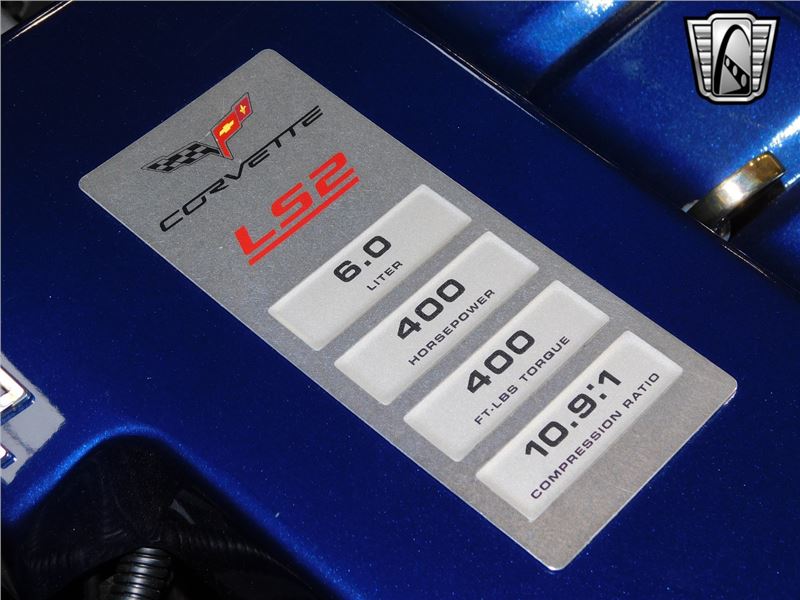 CORVETTE
LS2
6.0
LITER
400
HORSEPOWER
400
FT-LBS TORQUE
10.9:1
COMPRESSION RATIO